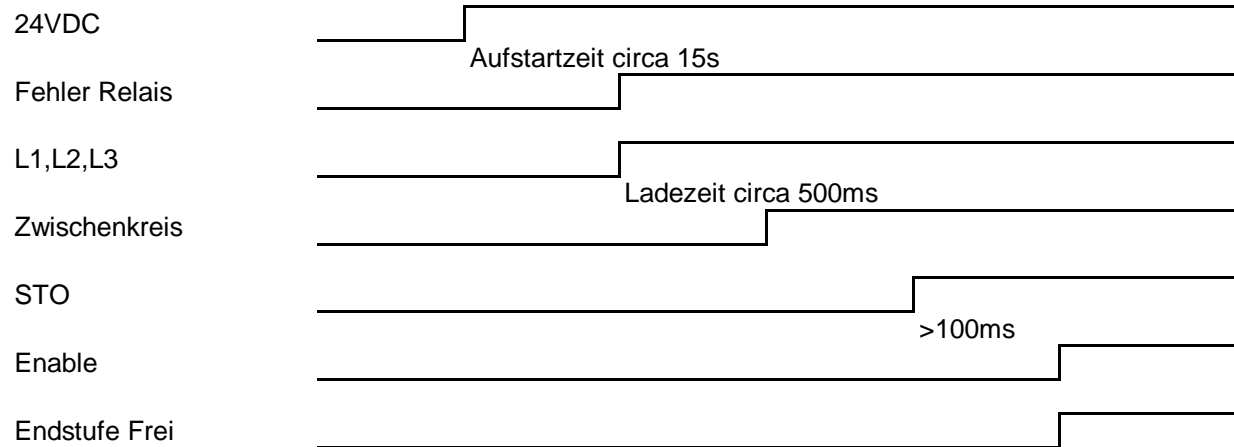 24VDC
Aufstartzeit circa 15s
Fehler Relais
L1,L2,L3
Ladezeit circa 500ms
Zwischenkreis
STO
>100ms
Enable
Endstufe Frei